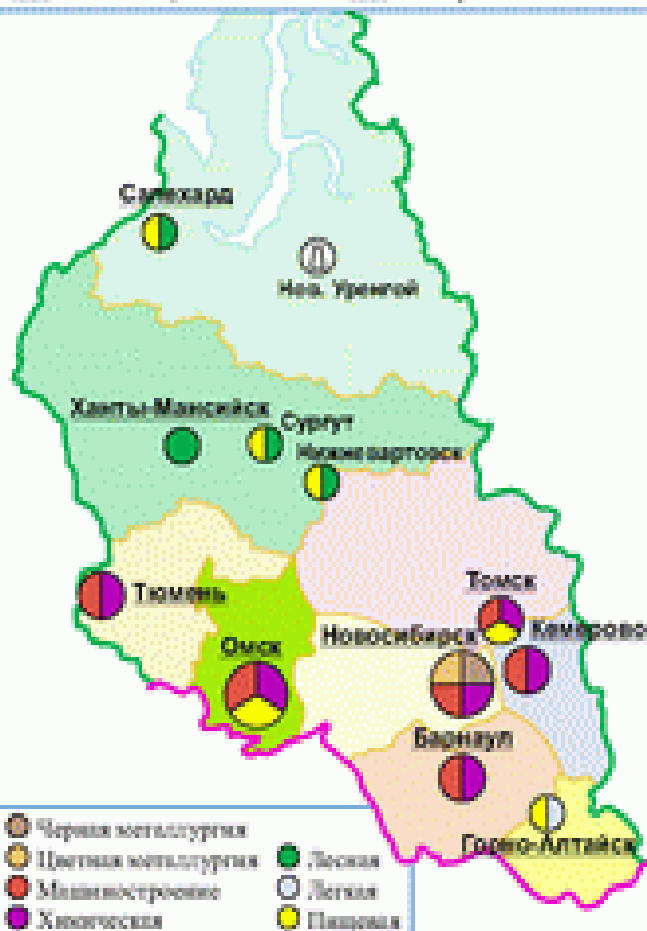 Салехард
Нов. Уренгой
Ханты-Мансийск
Сургут
Нижневартовск
Тюмень
Томск
Новосибирск
Кемерово
Омск
Барнаул
Горно-Алтайск
Черная металлургия
Цветная металлургия
Машиностроение
Химическая
Лесная
Легкая
Пищевая